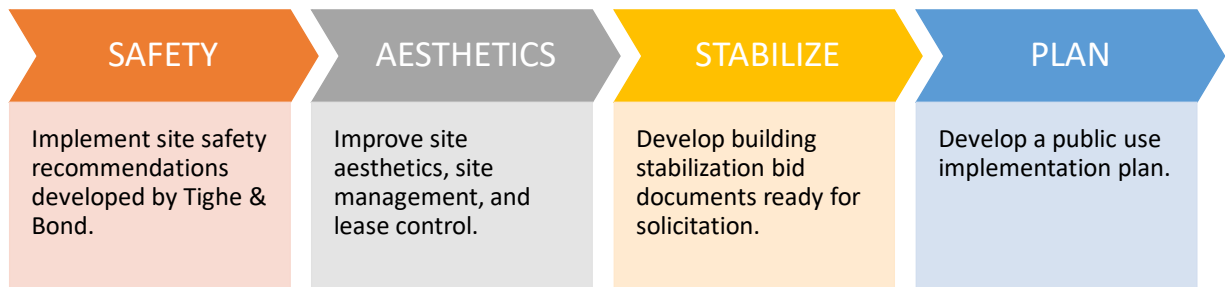 SAFETY
Implement site safety
recommendations
developed by Tighe &
Bond.
AESTHETICS
Improve site
aesthetics, site
management, and
lease control.
STABILIZE
Develop building
stabilization bid
documents ready for
solicitation.
PLAN
Develop a public use
implementation plan.